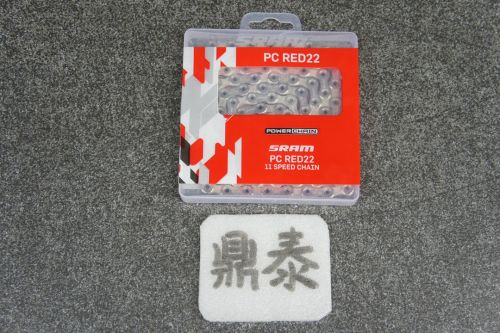 SRAM
PC RED22
POWERCHAIN
SRAM
PC RED22
11 SPEED CHAIN
鼎泰